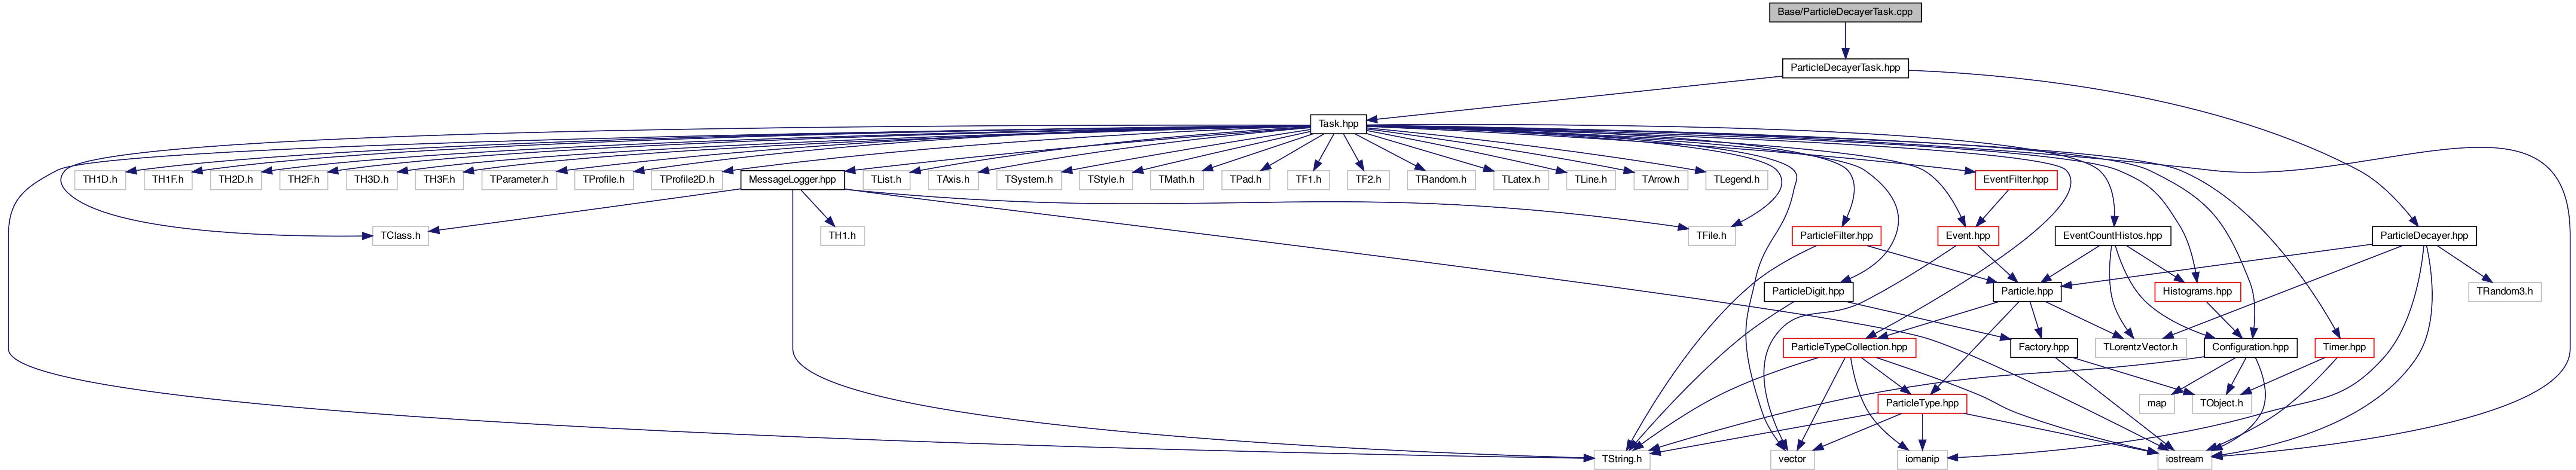 Base/ParticleDecayerTask.cpp
ParticleDecayerTask.hpp
Task.hpp
TH1D.h
TH1F.h
TH2D.h
TH2F.h
TH3D.h
TH3F.h
TParameter.h
TProfile.h
TProfile2D.h
MessageLogger.hpp
TList.h
TAxis.h
TSystem.h
TStyle.h
TMath.h
TPad.h
TF1.h
TF2.h
TRandom.h
TLatex.h
TLine.h
TArrow.h
TLegend.h
EventFilter.hpp
TClass.h
TH1.h
TFile.h
ParticleFilter.hpp
Event.hpp
EventCountHistos.hpp
ParticleDecayer.hpp
ParticleDigit.hpp
Particle.hpp
Histograms.hpp
TRandom3.h
ParticleTypeCollection.hpp
Factory.hpp
TLorentzVector.h
Configuration.hpp
Timer.hpp
ParticleType.hpp
map
TObject.h
TString.h
vector
iomanip
iostream